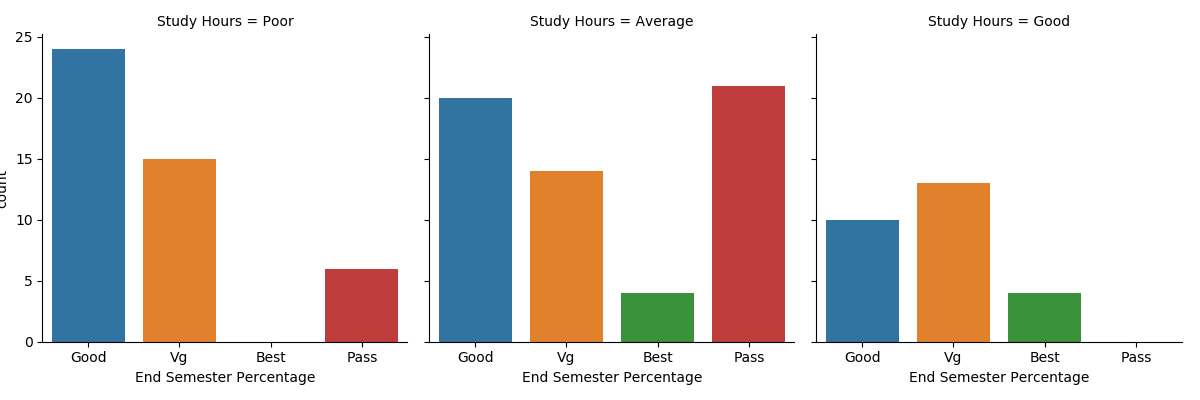 Study Hours = Poor
Study Hours = Average
Study Hours = Good
count
25
20
15
10
5
0
Good Vg Best Pass
Good Vg Best Pass
Good Vg Best Pass
End Semester Percentage
End Semester Percentage
End Semester Percentage